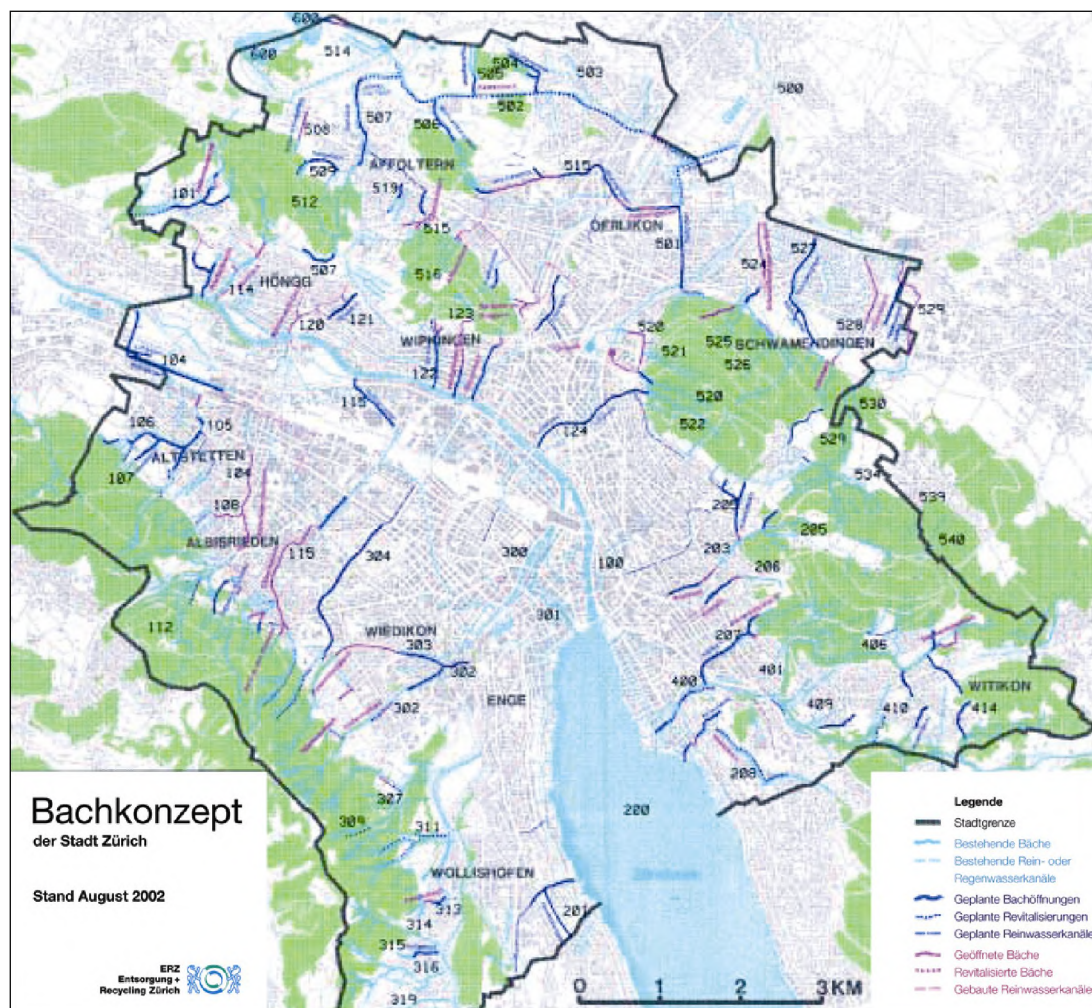 600
600
514
504
505
503
500
502
507
506
508
AFFOLTERN
509
515
519
101
512
515
OERLIKON
501
524
527
516
507
HÖNGG
114
529
528
123
120
121
520
WIPKINGEN
521
525
SCHWAMENDINGEN
526
122
104
115
520
530
522
106
105
124
529
ALTSTETTEN
107
104
534
539
108
205
205
540
ALBISRIEDEN
115
304
300
100
203
206
112
301
WIEDIKON
303
207
406
302
401
WITIKON
400
ENGE
302
409
410
414
208
307
309
311
200
WOLLISHOFEN
313
201
314
315
316
319
0
1
2
3 KM
Bachkonzept
der Stadt Zürich
Stand August 2002
ERZ
Entsorgung +
Recycling Zürich
Legende
Stadtgrenze
Bestehende Bäche
Bestehende Rein- oder
Regenwasserkanäle
Geplante Bachöffnungen
Geplante Revitalisierungen
Geplante Reinwasserkanäle
Geöffnete Bäche
Revitalisierte Bäche
Gebaute Reinwasserkanäle